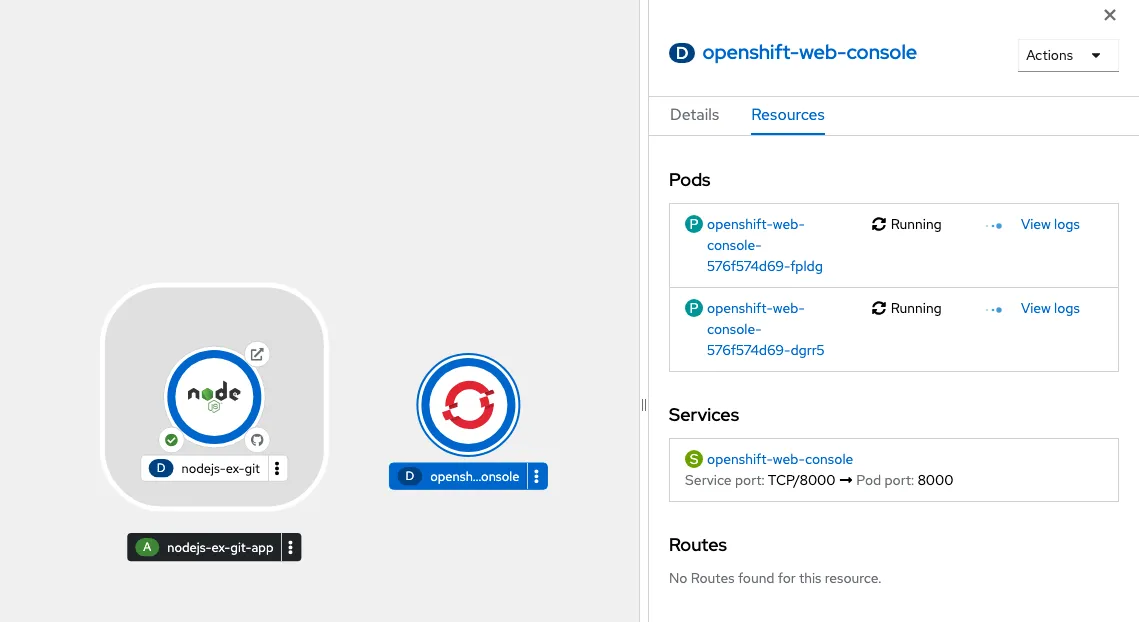 D openshift-web-console
Actions
Details Resources
Pods
P openshift-web-
console-
576f574d69-fpldg
Running
View logs
P openshift-web-
console-
576f574d69-dgrr5
Running
View logs
Services
S openshift-web-console
Service port: TCP/8000 → Pod port: 8000
Routes
No Routes found for this resource.
node
JS
D nodejs-ex-git
A nodejs-ex-git-app
D opensh...onsole